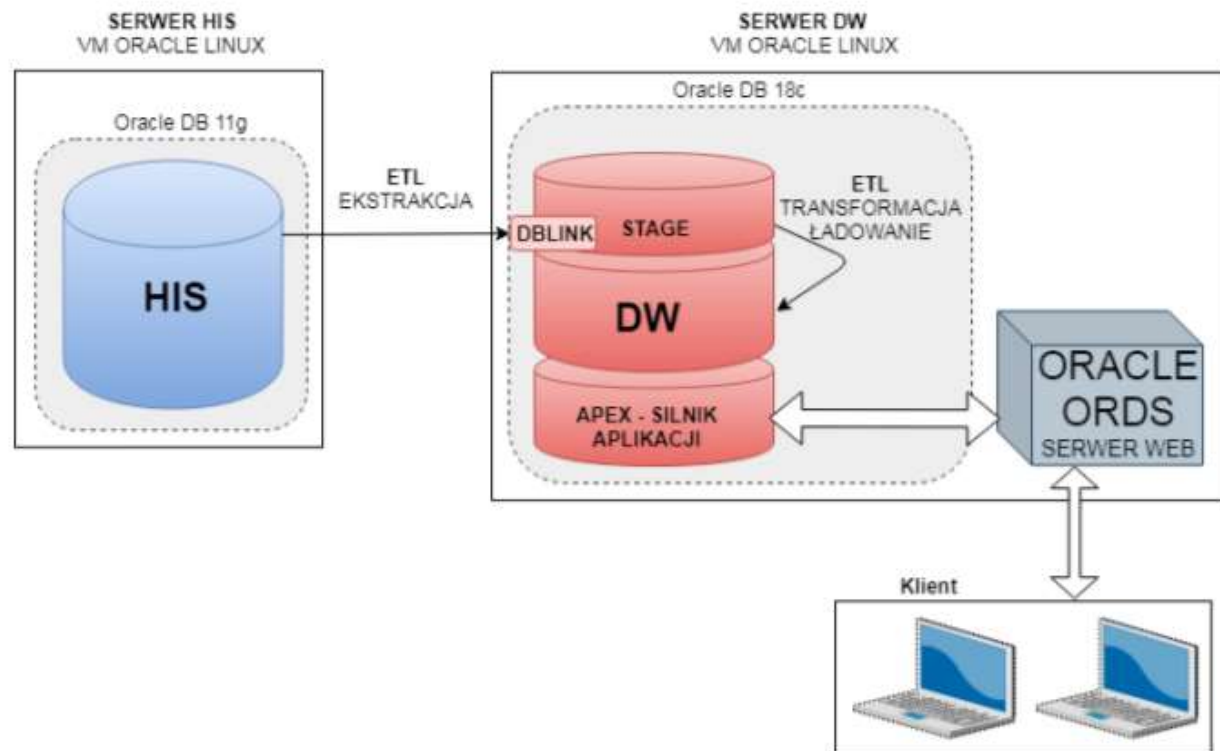 SERWER HIS
VM ORACLE LINUX
SERWER DW
VM ORACLE LINUX
Oracle DB 11g
Oracle DB 18c
HIS
ETL
EKSTRAKCJA
DBLINK
STAGE
ETL
TRANSFORMACJA
ŁADOWANIE
DW
APEX - SILNIK
APLIKACJI
ORACLE
ORDS
SERWER WEB
Klient